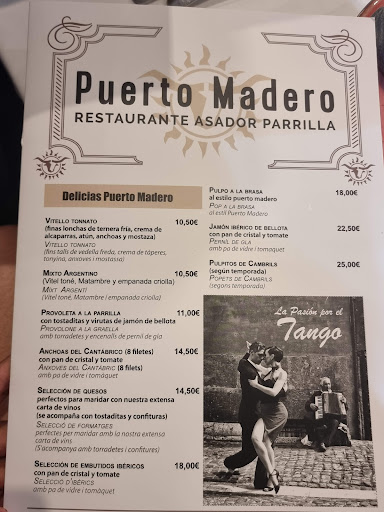 Puerto Madero
RESTAURANTE ASADOR PARRILLA
Delicias Puerto Madero
VITELLO TONNATO 10,50€
(finas lonchas de ternera fría, crema de
alcaparras, atún, anchoas y mostaza)
VITELLO TONNATO
(fins talls de vedella freda, crema de tàperes,
tonyina, anxoves i mostassa)
MIXTO ARGENTINO 10,50€
(Vitel toné, Matambre y empanada criolla)
MIXT ARGENTÍ
(Vitel toné, Matambre i empanada criolla)
PROVOLETA A LA PARRILLA 11,00€
con tostaditas y virutas de jamón de bellota
PROVOLONE A LA GRAELLA
amb torradetes y encenalls de pernil de gla
ANCHOAS DEL CANTÁBRICO (8 filetes) 14,50€
con pan de cristal y tomate
ANXOVES DEL CANTÀBRIC (8 filets)
amb pa de vidre i tomàquet
SELECCIÓN DE QUESOS 14,50€
perfectos para maridar con nuestra extensa
carta de vinos
(se acompaña con tostaditas y confituras)
SELECCIÓ DE FORMATGES
perfectes per maridar amb la nostra extensa
carta de vins
(S'acompanya amb torradetes i confitures)
SELECCIÓN DE EMBUTIDOS IBÉRICOS 18,00€
con pan de cristal y tomate
SELECCIÓ D'IBÈRICS
amb pa de vidre i tomàquet
PULPO A LA BRASA 18,00€
al estilo puerto madero
POP A LA BRASA
al estil Puerto Madero
JAMÓN IBÉRICO DE BELLOTA 22,50€
con pan de cristal y tomate
PERNIL DE GLA
amb pa de vidre i tomàquet
PULPITOS DE CAMBRILS 25,00€
(según temporada)
POPETS DE CAMBRILS
(segons temporada)
La Pasión por el
Tango